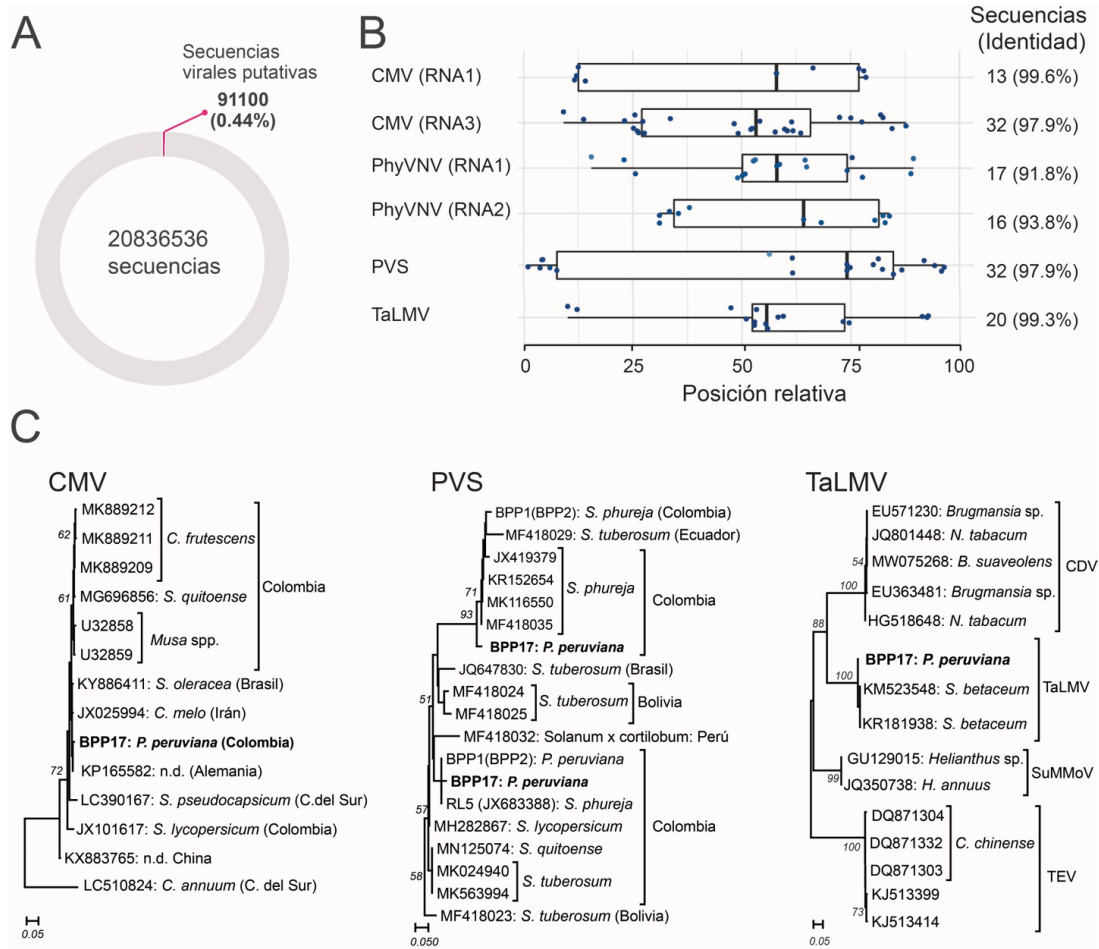 A
Secuencias
virales putativas
91100
(0.44%)
20836536
secuencias
B
Secuencias
(Identidad)
CMV (RNA1)
13 (99.6%)
CMV (RNA3)
32 (97.9%)
PhyVNV (RNA1)
17 (91.8%)
PhyVNV (RNA2)
16 (93.8%)
PVS
32 (97.9%)
TaLMV
20 (99.3%)
0 25 50 75 100
Posición relativa
C
CMV
MK889212
62
MK889211
MK889209
C. frutescens
61
MG696856: S. quitoense
U32858
U32859
Musa spp.
Colombia
KY886411: S. oleracea (Brasil)
JX025994: C. melo (Irán)
BPP17: P. peruviana (Colombia)
72
KP165582: n.d. (Alemania)
LC390167: S. pseudocapsicum (C.del Sur)
JX101617: S. lycopersicum (Colombia)
KX883765: n.d. China
LC510824: C. annuum (C. del Sur)
0.05
PVS
BPP1(BPP2): S. phureja (Colombia)
MF418029: S. tuberosum (Ecuador)
JX419379
KR152654
71
MK116550
93
MF418035
S. phureja
BPP17: P. peruviana
Colombia
JQ647830: S. tuberosum (Brasil)
51
MF418024
MF418025
S. tuberosum
Bolivia
MF418032: Solanum x cortilobum: Perú
BPP1(BPP2): P. peruviana
BPP17: P. peruviana
57
RL5 (JX683388): S. phureja
MH282867: S. lycopersicum
MN125074: S. quitoense
58
MK024940
MK563994
S. tuberosum
Colombia
MF418023: S. tuberosum (Bolivia)
0.050
TaLMV
EU571230: Brugmansia sp.
JQ801448: N. tabacum
54
MW075268: B. suaveolens
100
EU363481: Brugmansia sp.
HG518648: N. tabacum
CDV
88
BPP17: P. peruviana
100
KM523548: S. betaceum
KR181938: S. betaceum
TaLMV
GU129015: Helianthus sp.
99
JQ350738: H. annuus
SuMMoV
DQ871304
100
DQ871332
DQ871303
C. chinense
KJ513399
73
KJ513414
TEV
0.05